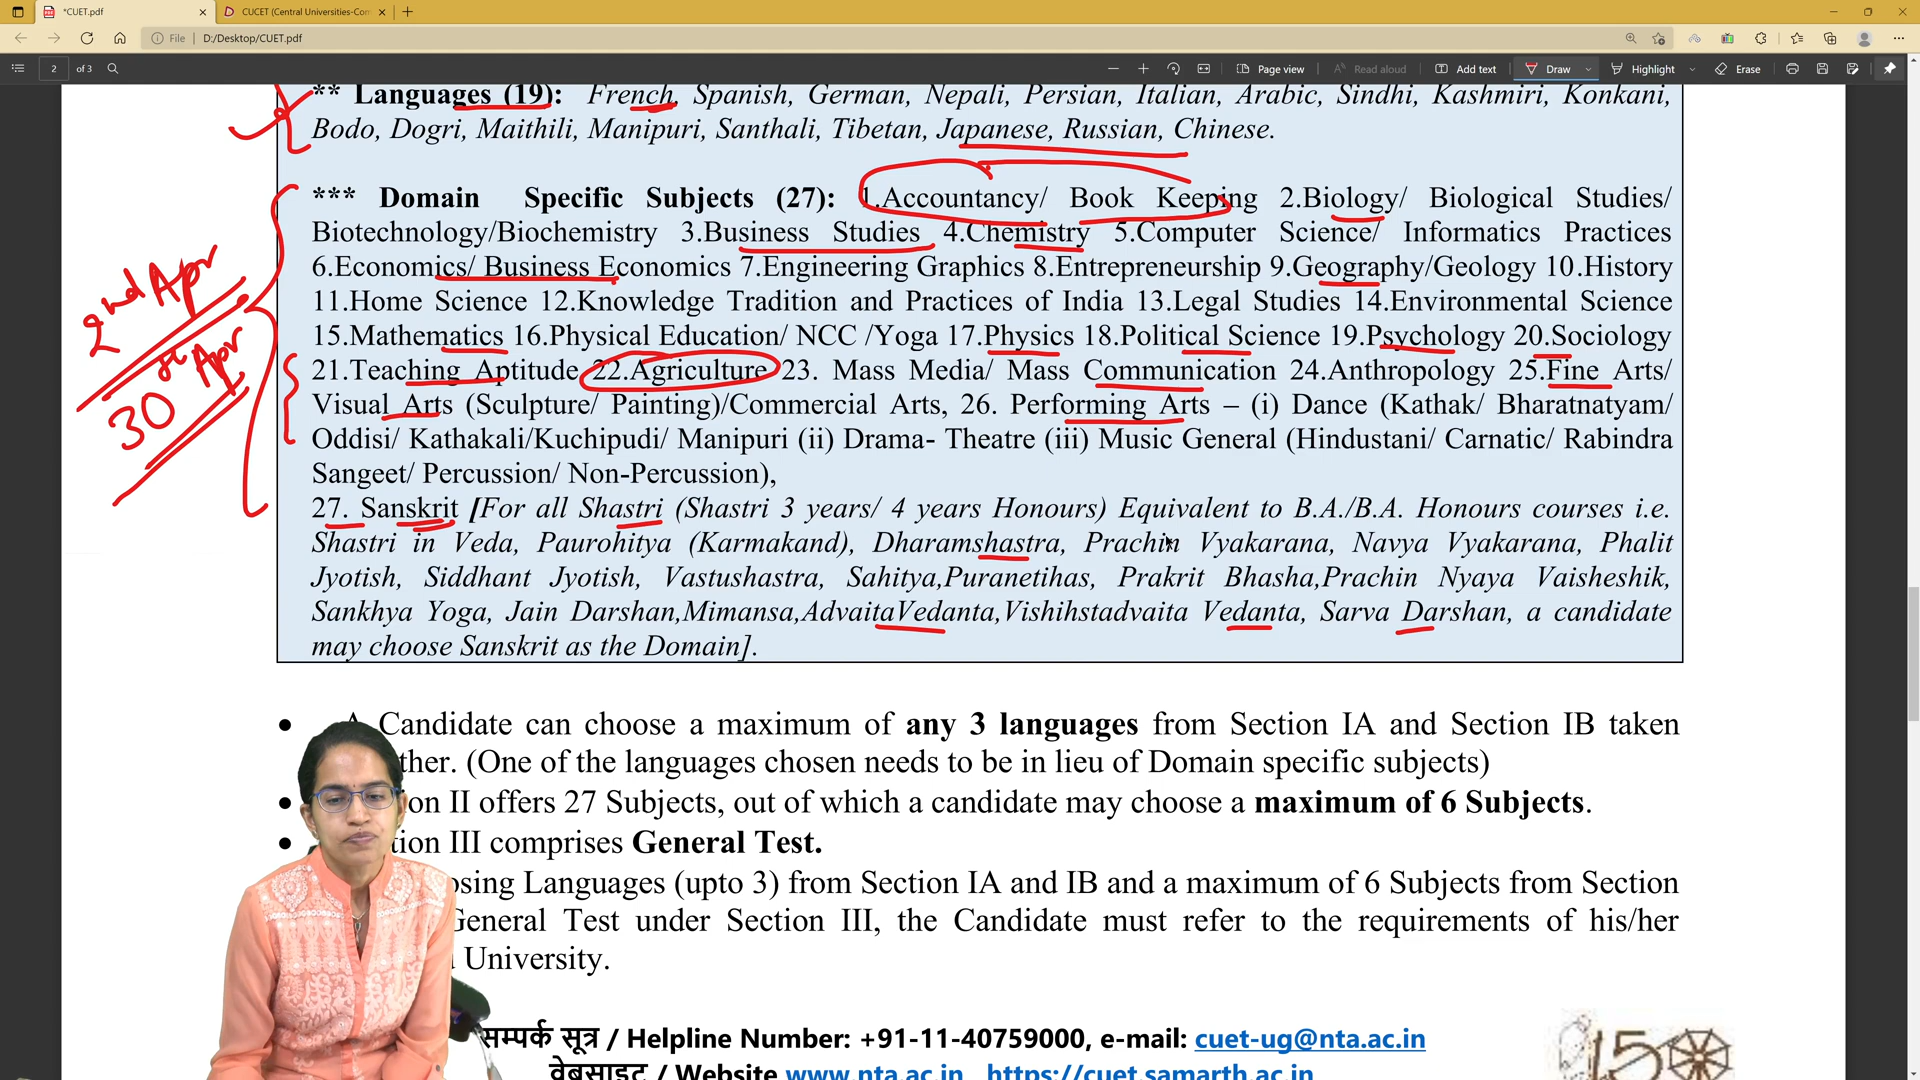 *CUET.pdf
CUCET (Central Universities-Com
File D:/Desktop/CUET.pdf
2 of 3 Page view Read aloud Add text Draw Highlight Erase
** Languages (19): French, Spanish, German, Nepali, Persian, Italian, Arabic, Sindhi, Kashmiri, Konkani,
Bodo, Dogri, Maithili, Manipuri, Santhali, Tibetan, Japanese, Russian, Chinese.
*** Domain Specific Subjects (27): 1.Accountancy/ Book Keeping 2.Biology/ Biological Studies/
Biotechnology/Biochemistry 3.Business Studies 4.Chemistry 5.Computer Science/ Informatics Practices
6.Economics/ Business Economics 7.Engineering Graphics 8.Entrepreneurship 9.Geography/Geology 10.History
11.Home Science 12.Knowledge Tradition and Practices of India 13.Legal Studies 14.Environmental Science
15.Mathematics 16.Physical Education/ NCC /Yoga 17.Physics 18.Political Science 19.Psychology 20.Sociology
21.Teaching Aptitude 22.Agriculture 23. Mass Media/ Mass Communication 24.Anthropology 25.Fine Arts/
Visual Arts (Sculpture/ Painting)/Commercial Arts, 26. Performing Arts – (i) Dance (Kathak/ Bharatnatyam/
Oddisi/ Kathakali/Kuchipudi/ Manipuri (ii) Drama- Theatre (iii) Music General (Hindustani/ Carnatic/ Rabindra
Sangeet/ Percussion/ Non-Percussion),
27. Sanskrit [For all Shastri (Shastri 3 years/ 4 years Honours) Equivalent to B.A./B.A. Honours courses i.e.
Shastri in Veda, Paurohitya (Karmakand), Dharamshastra, Prachin Vyakarana, Navya Vyakarana, Phalit
Jyotish, Siddhant Jyotish, Vastushastra, Sahitya,Puranetihas, Prakrit Bhasha,Prachin Nyaya Vaisheshik,
Sankhya Yoga, Jain Darshan,Mimansa,AdvaitaVedanta,Vishihstadvaita Vedanta, Sarva Darshan, a candidate
may choose Sanskrit as the Domain].
2nd Apr
30th Apr
• A Candidate can choose a maximum of any 3 languages from Section IA and Section IB taken
ther. (One of the languages chosen needs to be in lieu of Domain specific subjects)
• ion II offers 27 Subjects, out of which a candidate may choose a maximum of 6 Subjects.
• tion III comprises General Test.
osing Languages (upto 3) from Section IA and IB and a maximum of 6 Subjects from Section
General Test under Section III, the Candidate must refer to the requirements of his/her
University.
सम्पर्क सूत्र / Helpline Number: +91-11-40759000, e-mail: cuet-ug@nta.ac.in
वेबसाइट / Website www.nta.ac.in, https://cuet.samarth.ac.in
15